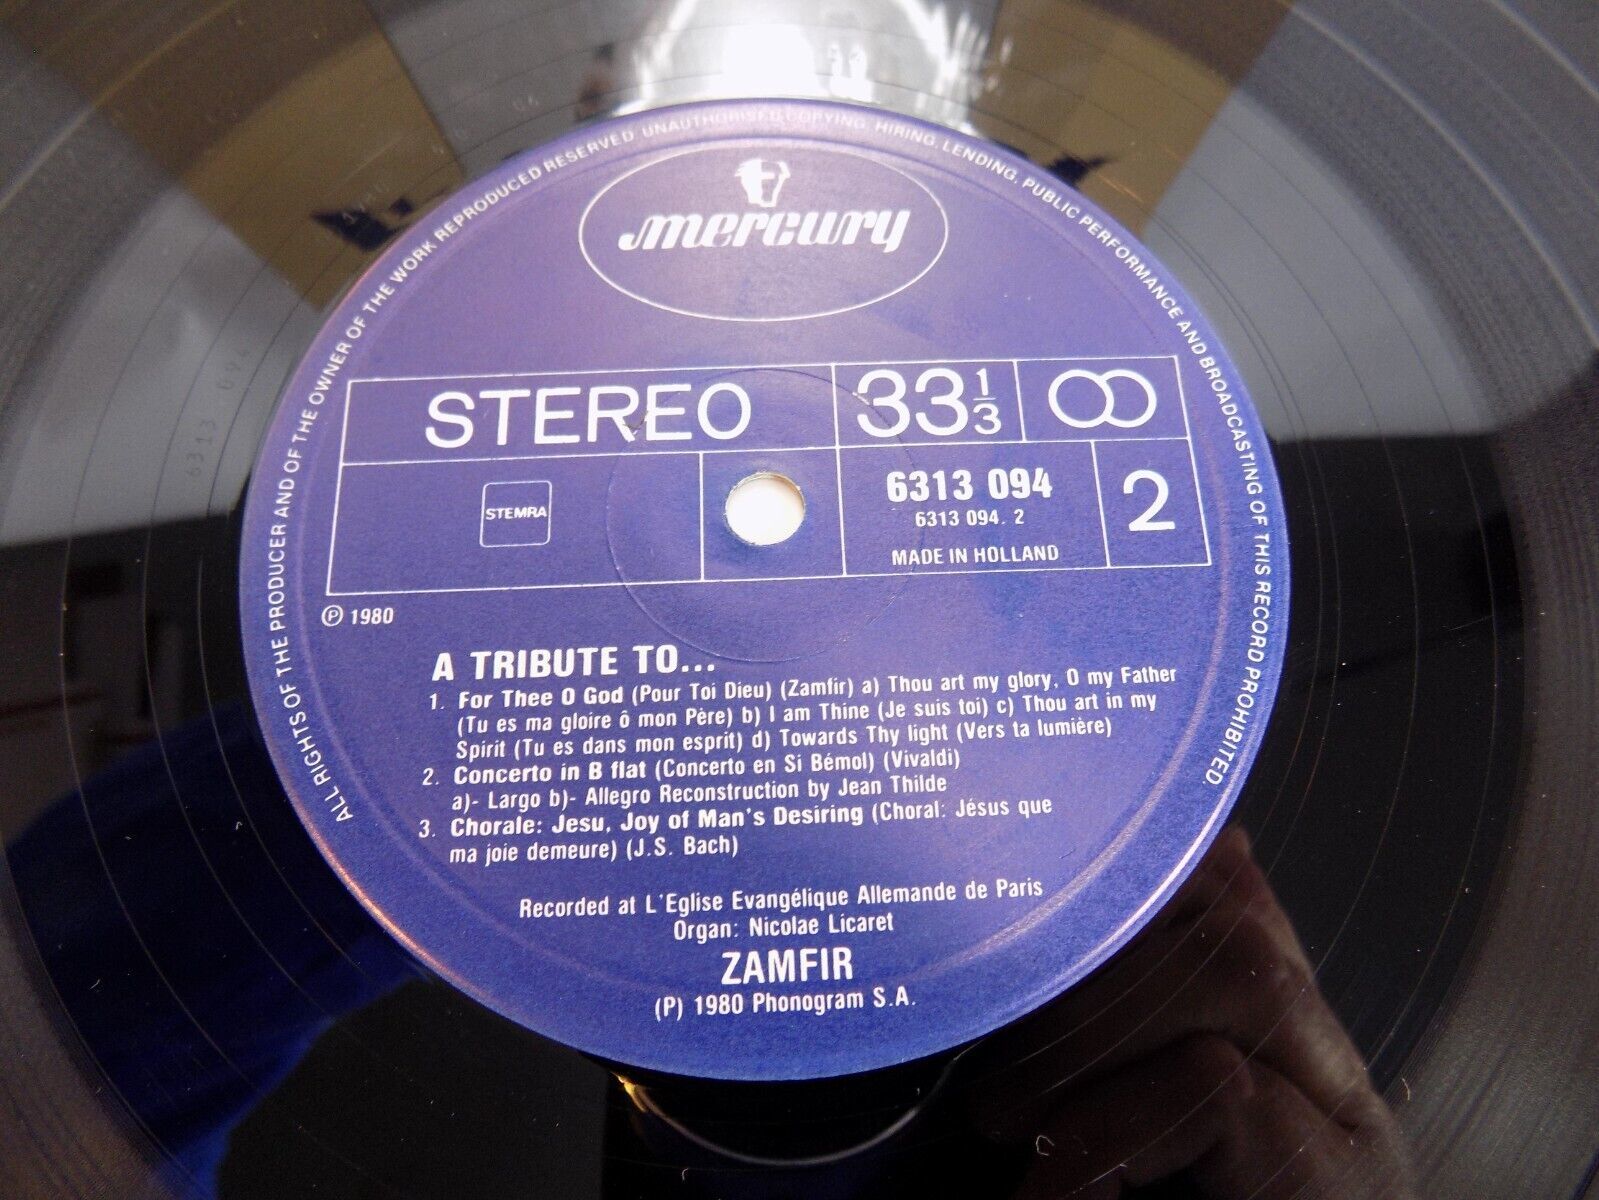 ALL RIGHTS OF THE PRODUCER AND OF THE OWNER OF THE WORK REPRODUCED RESERVED. UNAUTHORISED COPYING, HIRING, LENDING, PUBLIC PERFORMANCE AND BROADCASTING OF THIS RECORD PROHIBITED.
mercury
STEREO
33 1/3
STEMRA
6313 094
6313 094. 2
MADE IN HOLLAND
2
℗ 1980
A TRIBUTE TO...
1. For Thee O God (Pour Toi Dieu) (Zamfir) a) Thou art my glory, O my Father
(Tu es ma gloire ô mon Père) b) I am Thine (Je suis toi) c) Thou art in my
Spirit (Tu es dans mon esprit) d) Towards Thy light (Vers ta lumière)
2. Concerto in B flat (Concerto en Si Bémol) (Vivaldi)
a)- Largo b)- Allegro Reconstruction by Jean Thilde
3. Chorale: Jesu, Joy of Man's Desiring (Choral: Jésus que
ma joie demeure) (J.S. Bach)
Recorded at L'Eglise Evangélique Allemande de Paris
Organ: Nicolae Licaret
ZAMFIR
(P) 1980 Phonogram S.A.
6313 094